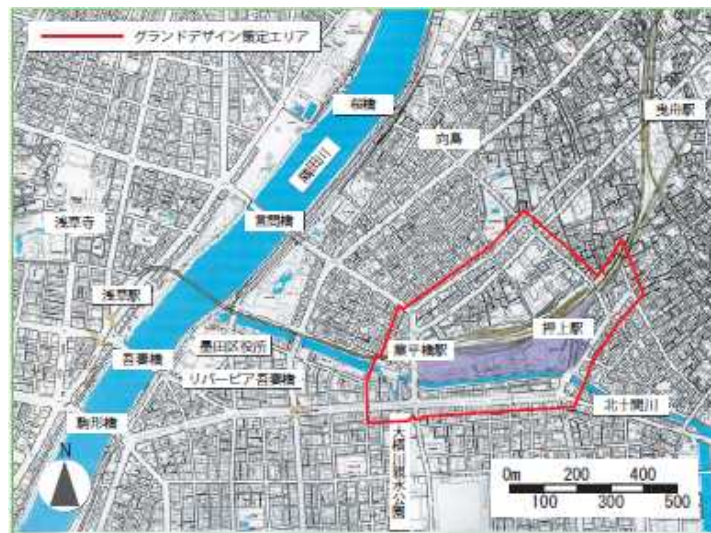 グランドデザイン策定エリア
桜橋
曳舟駅
向島
隅田川
言問橋
浅草寺
浅草駅
押上駅
業平橋駅
墨田区役所
吾妻橋
リバーピア吾妻橋
北十間川
駒形橋
大横川親水公園
N
0m 200 400
100 300 500